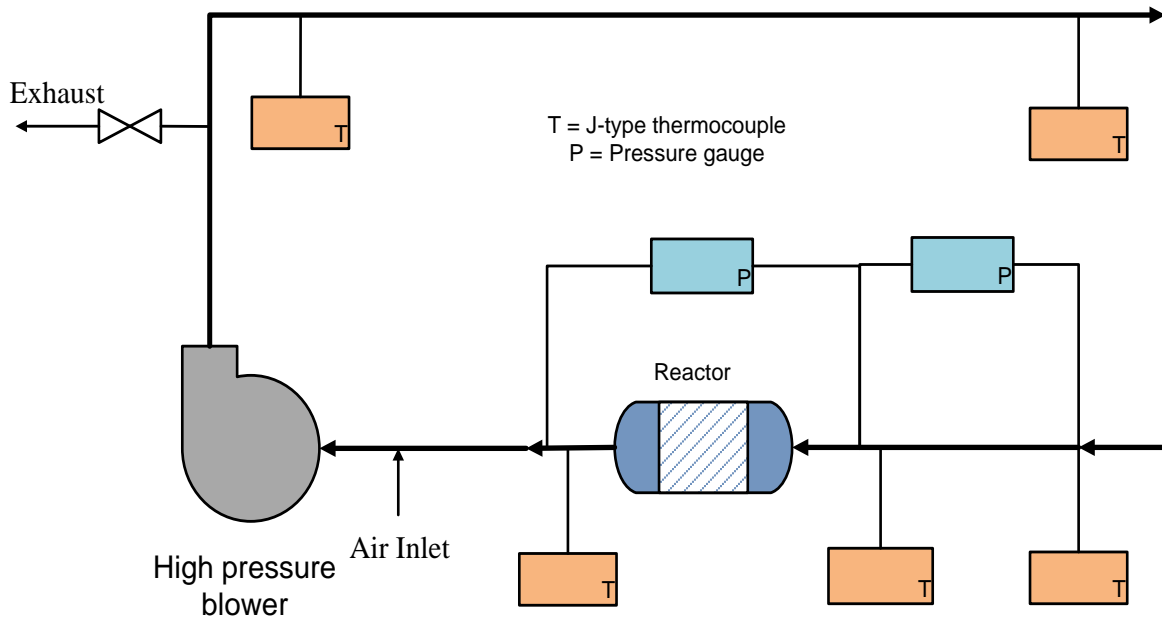 Exhaust
T
T = J-type thermocouple
P = Pressure gauge
T
P
P
Reactor
Air Inlet
High pressure
blower
T
T
T